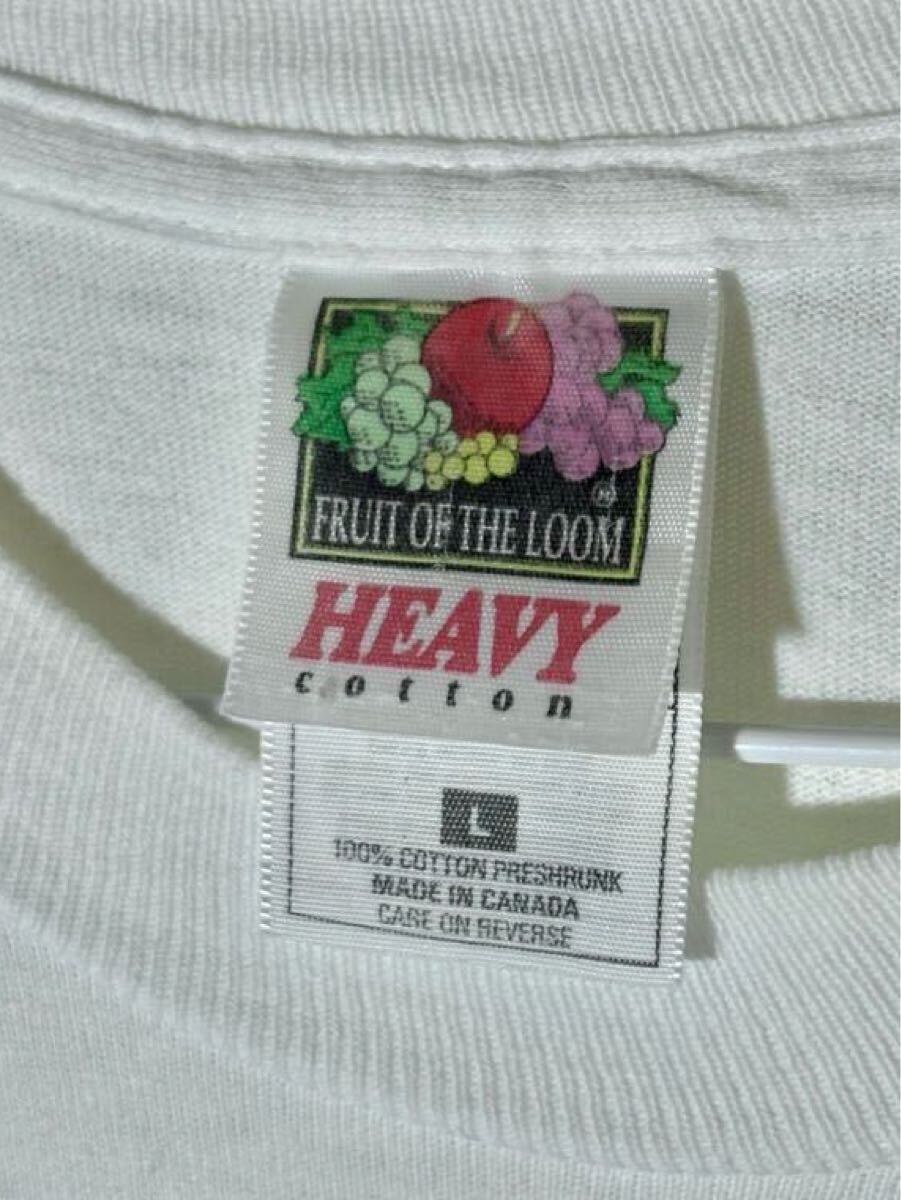 ®
FRUIT OF THE LOOM
HEAVY
cotton
L
100% COTTON PRESHRUNK
MADE IN CANADA
CARE ON REVERSE